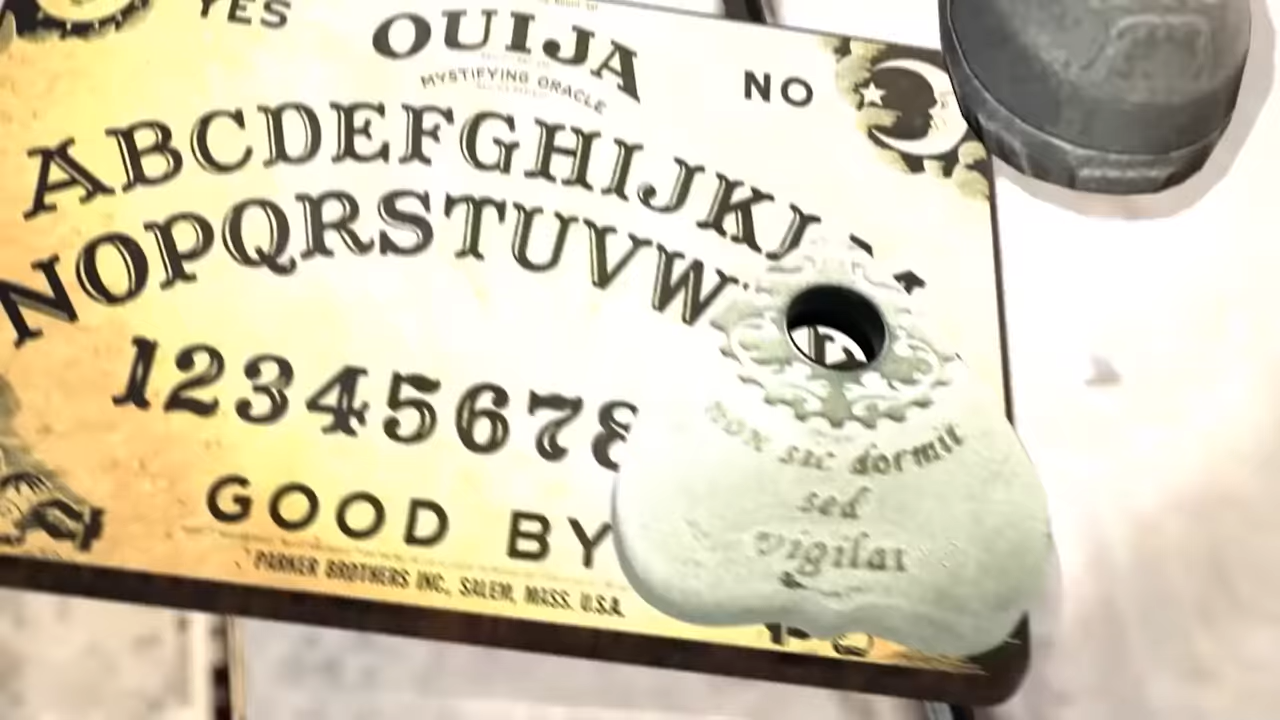 YES
OUIJA
NO
MYSTIFYING ORACLE
ABCDEFGHIJK
NOPQRSTUVW
12345678
GOOD BY
PARKER BROTHERS INC., SALEM, MASS. U.S.A.
non sic dormit
sed
vigilat